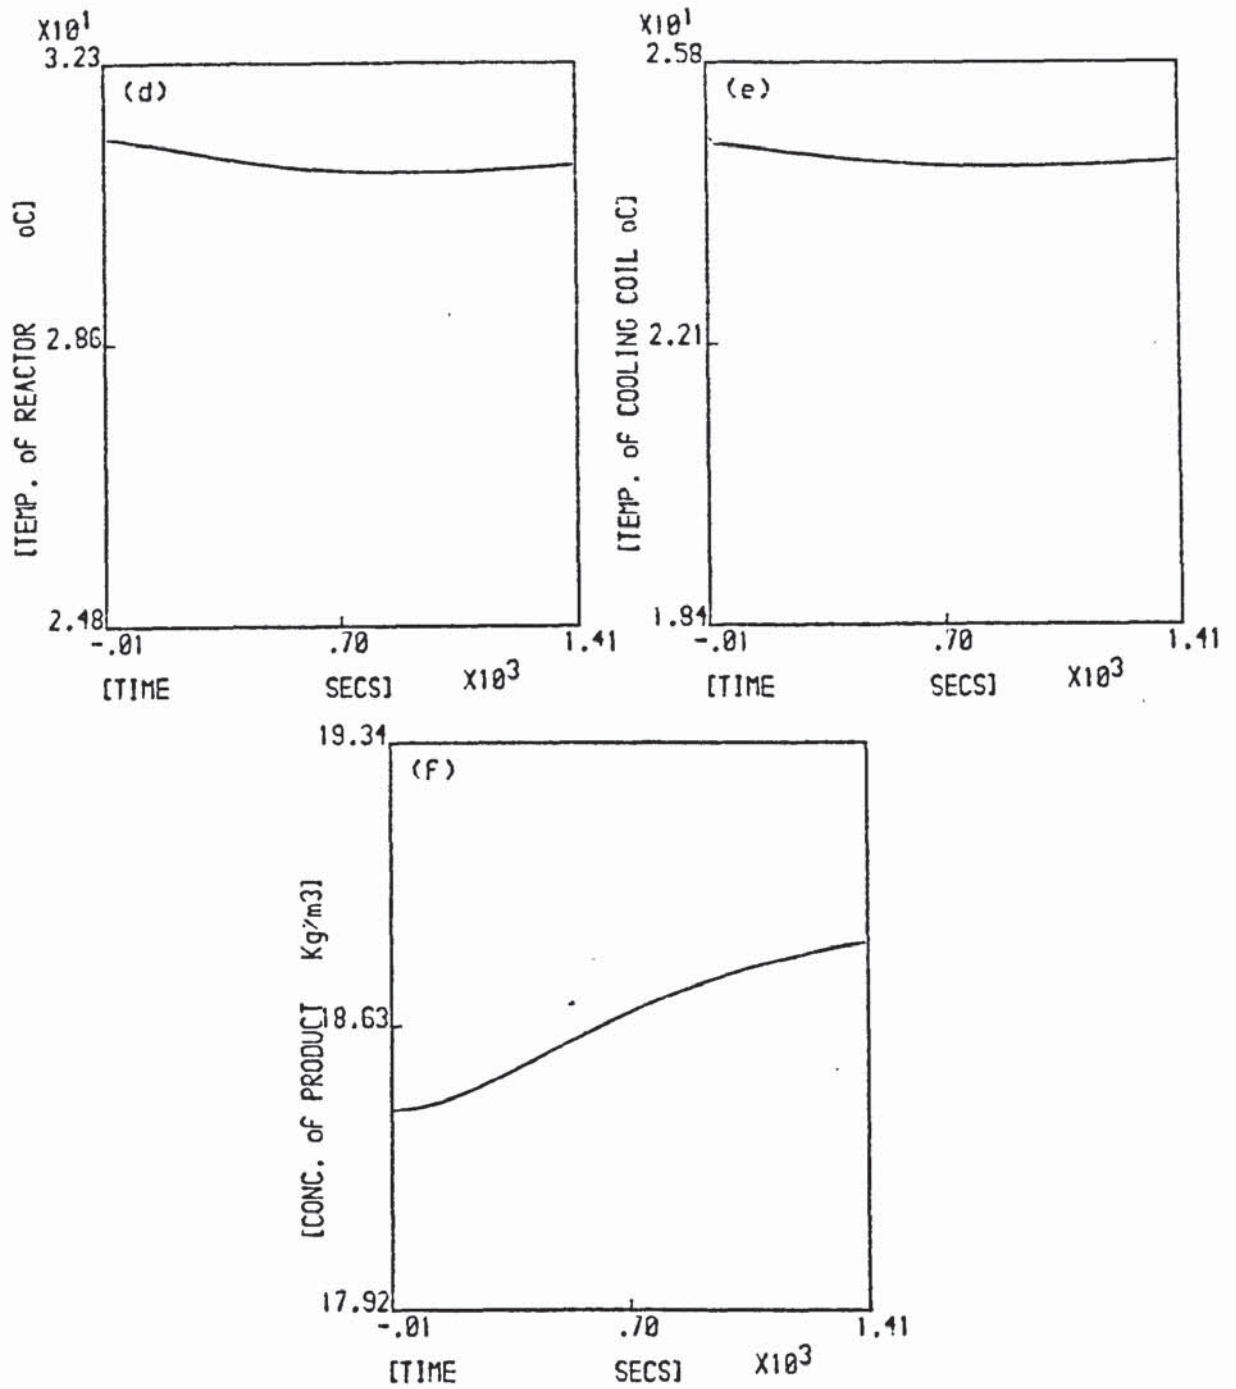 X10¹
3.23
(d)
[TEMP. of REACTOR oC]
2.86
2.48
-.01 .70 1.41
[TIME SECS] X10³
X10¹
2.58
(e)
[TEMP. of COOLING COIL oC]
2.21
1.84
-.01 .70 1.41
[TIME SECS] X10³
19.34
(f)
[CONC. of PRODUCT Kg/m3]
18.63
17.92
-.01 .70 1.41
[TIME SECS] X10³